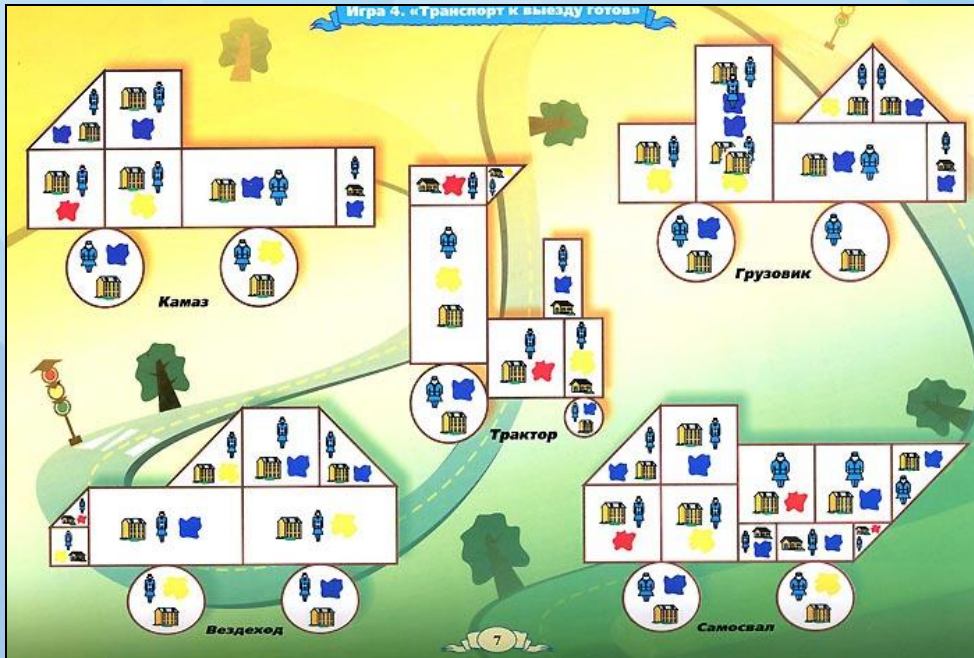 Игра 4. «Транспорт к выезду готов»
Камаз
Трактор
Грузовик
Вездеход
Самосвал
7